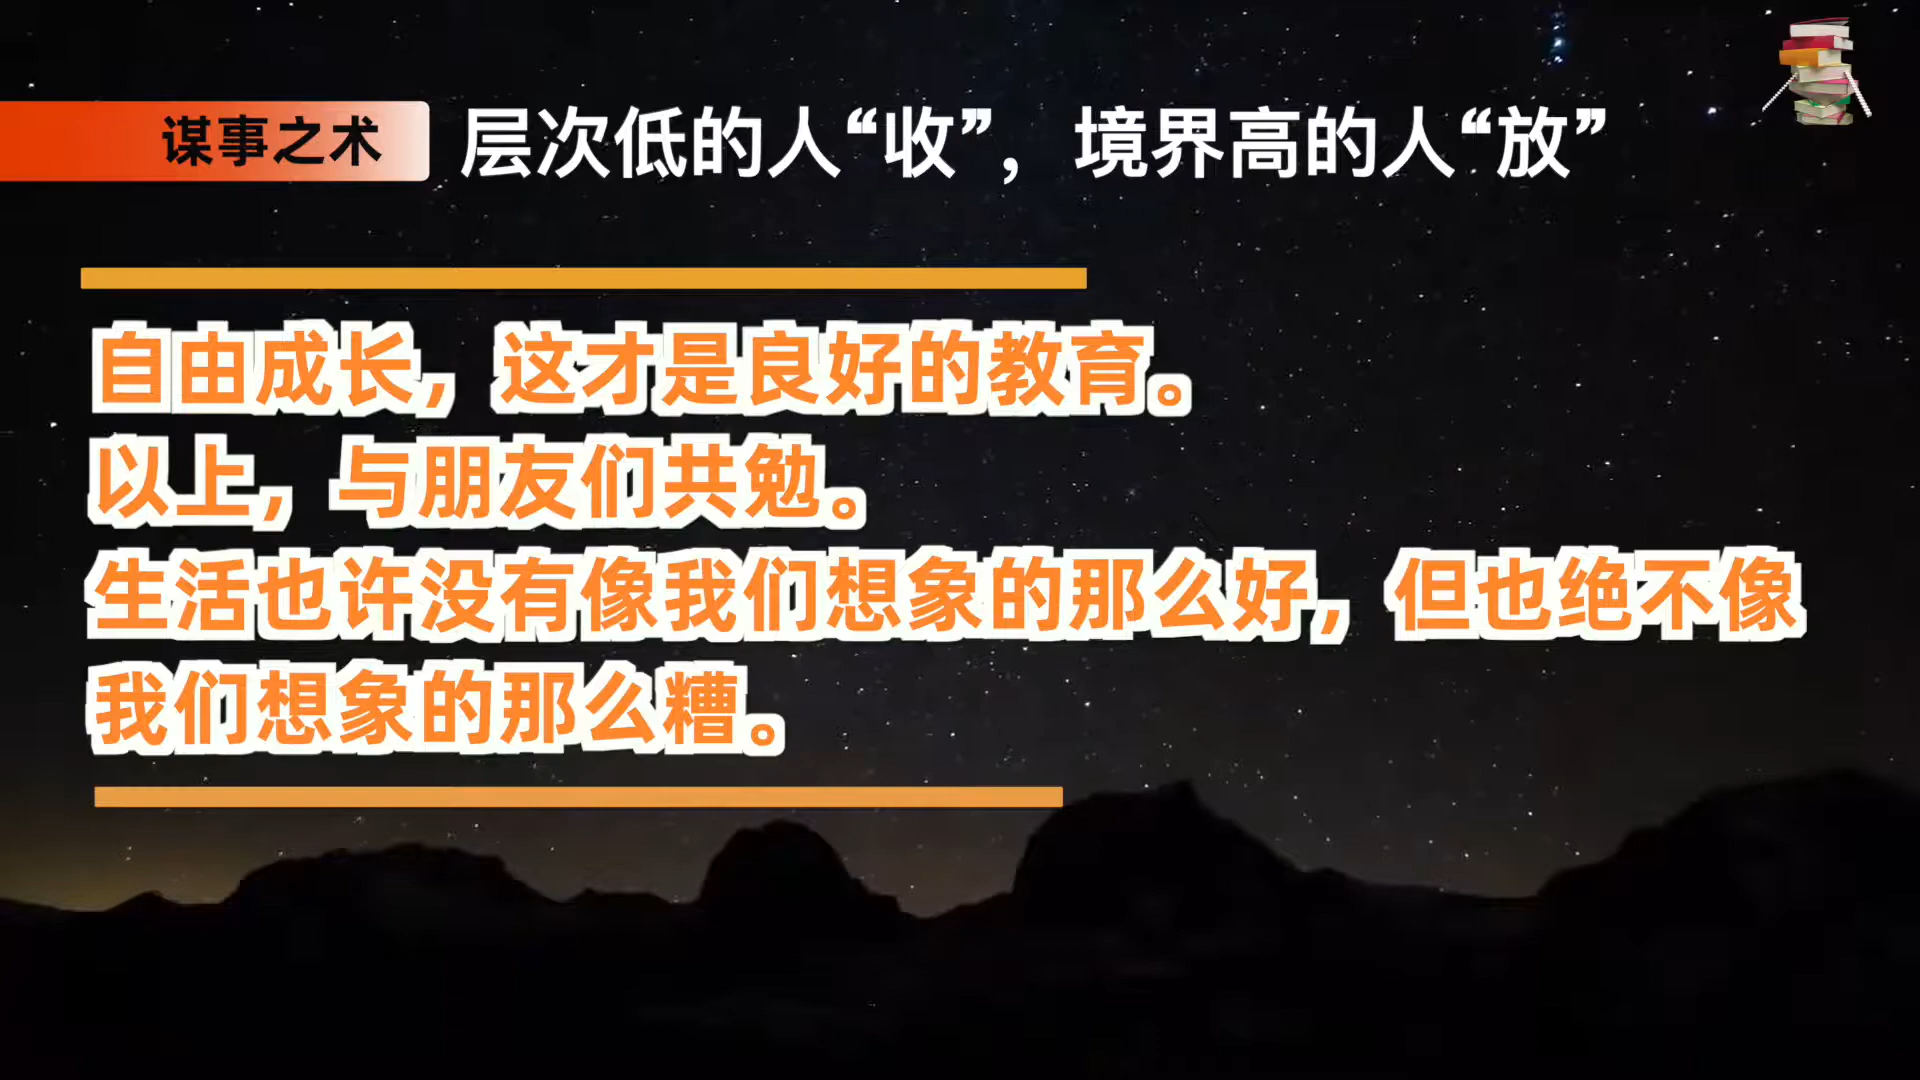 谋事之术
层次低的人“收”，境界高的人“放”
自由成长，这才是良好的教育。
以上，与朋友们共勉。
生活也许没有像我们想象的那么好，但也绝不像
我们想象的那么糟。